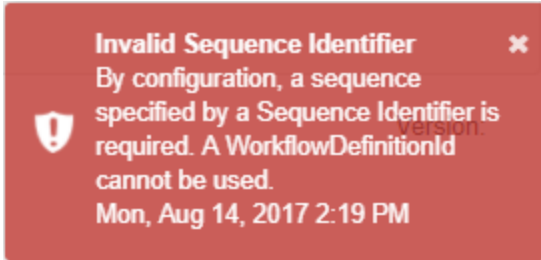 Invalid Sequence Identifier
By configuration, a sequence
specified by a Sequence Identifier is
required. A WorkflowDefinitionId
cannot be used.
Mon, Aug 14, 2017 2:19 PM
Version: